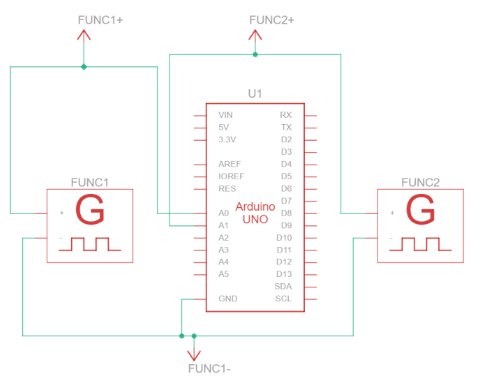 FUNC1+ FUNC2+
U1
VIN RX
5V TX
3.3V D2
D3
AREF D4
IOREF D5
RES D6
D7
A0 D8
A1 D9
A2 D10
A3 D11
A4 D12
A5 D13
SDA
GND SCL
Arduino
UNO
FUNC1
G
+
-
FUNC2
G
+
-
FUNC1-